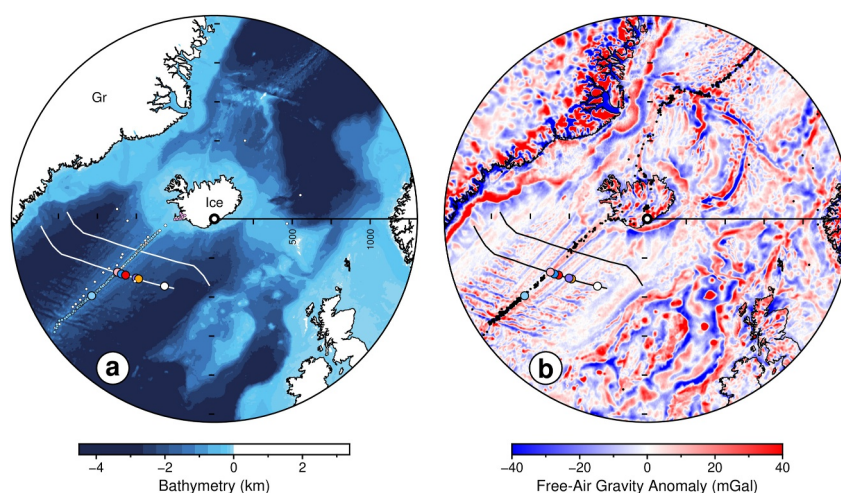 Gr
Ice
500
1000
a
b
−4 −2 0 2
Bathymetry (km)
−40 −20 0 20 40
Free-Air Gravity Anomaly (mGal)